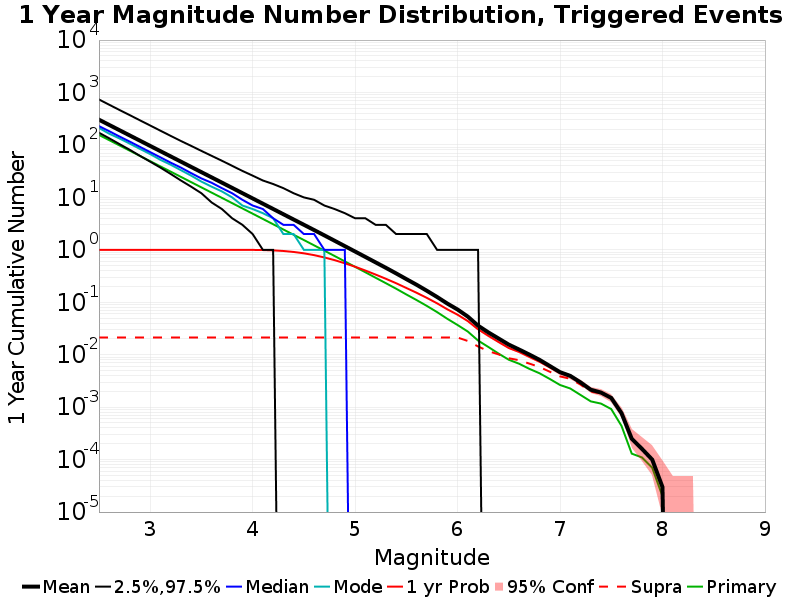 1 Year Magnitude Number Distribution, Triggered Events
1 Year Cumulative Number
10^4
10^3
10^2
10^1
10^0
10^-1
10^-2
10^-3
10^-4
10^-5
3 4 5 6 7 8 9
Magnitude
Mean 2.5%,97.5% Median Mode 1 yr Prob 95% Conf Supra Primary